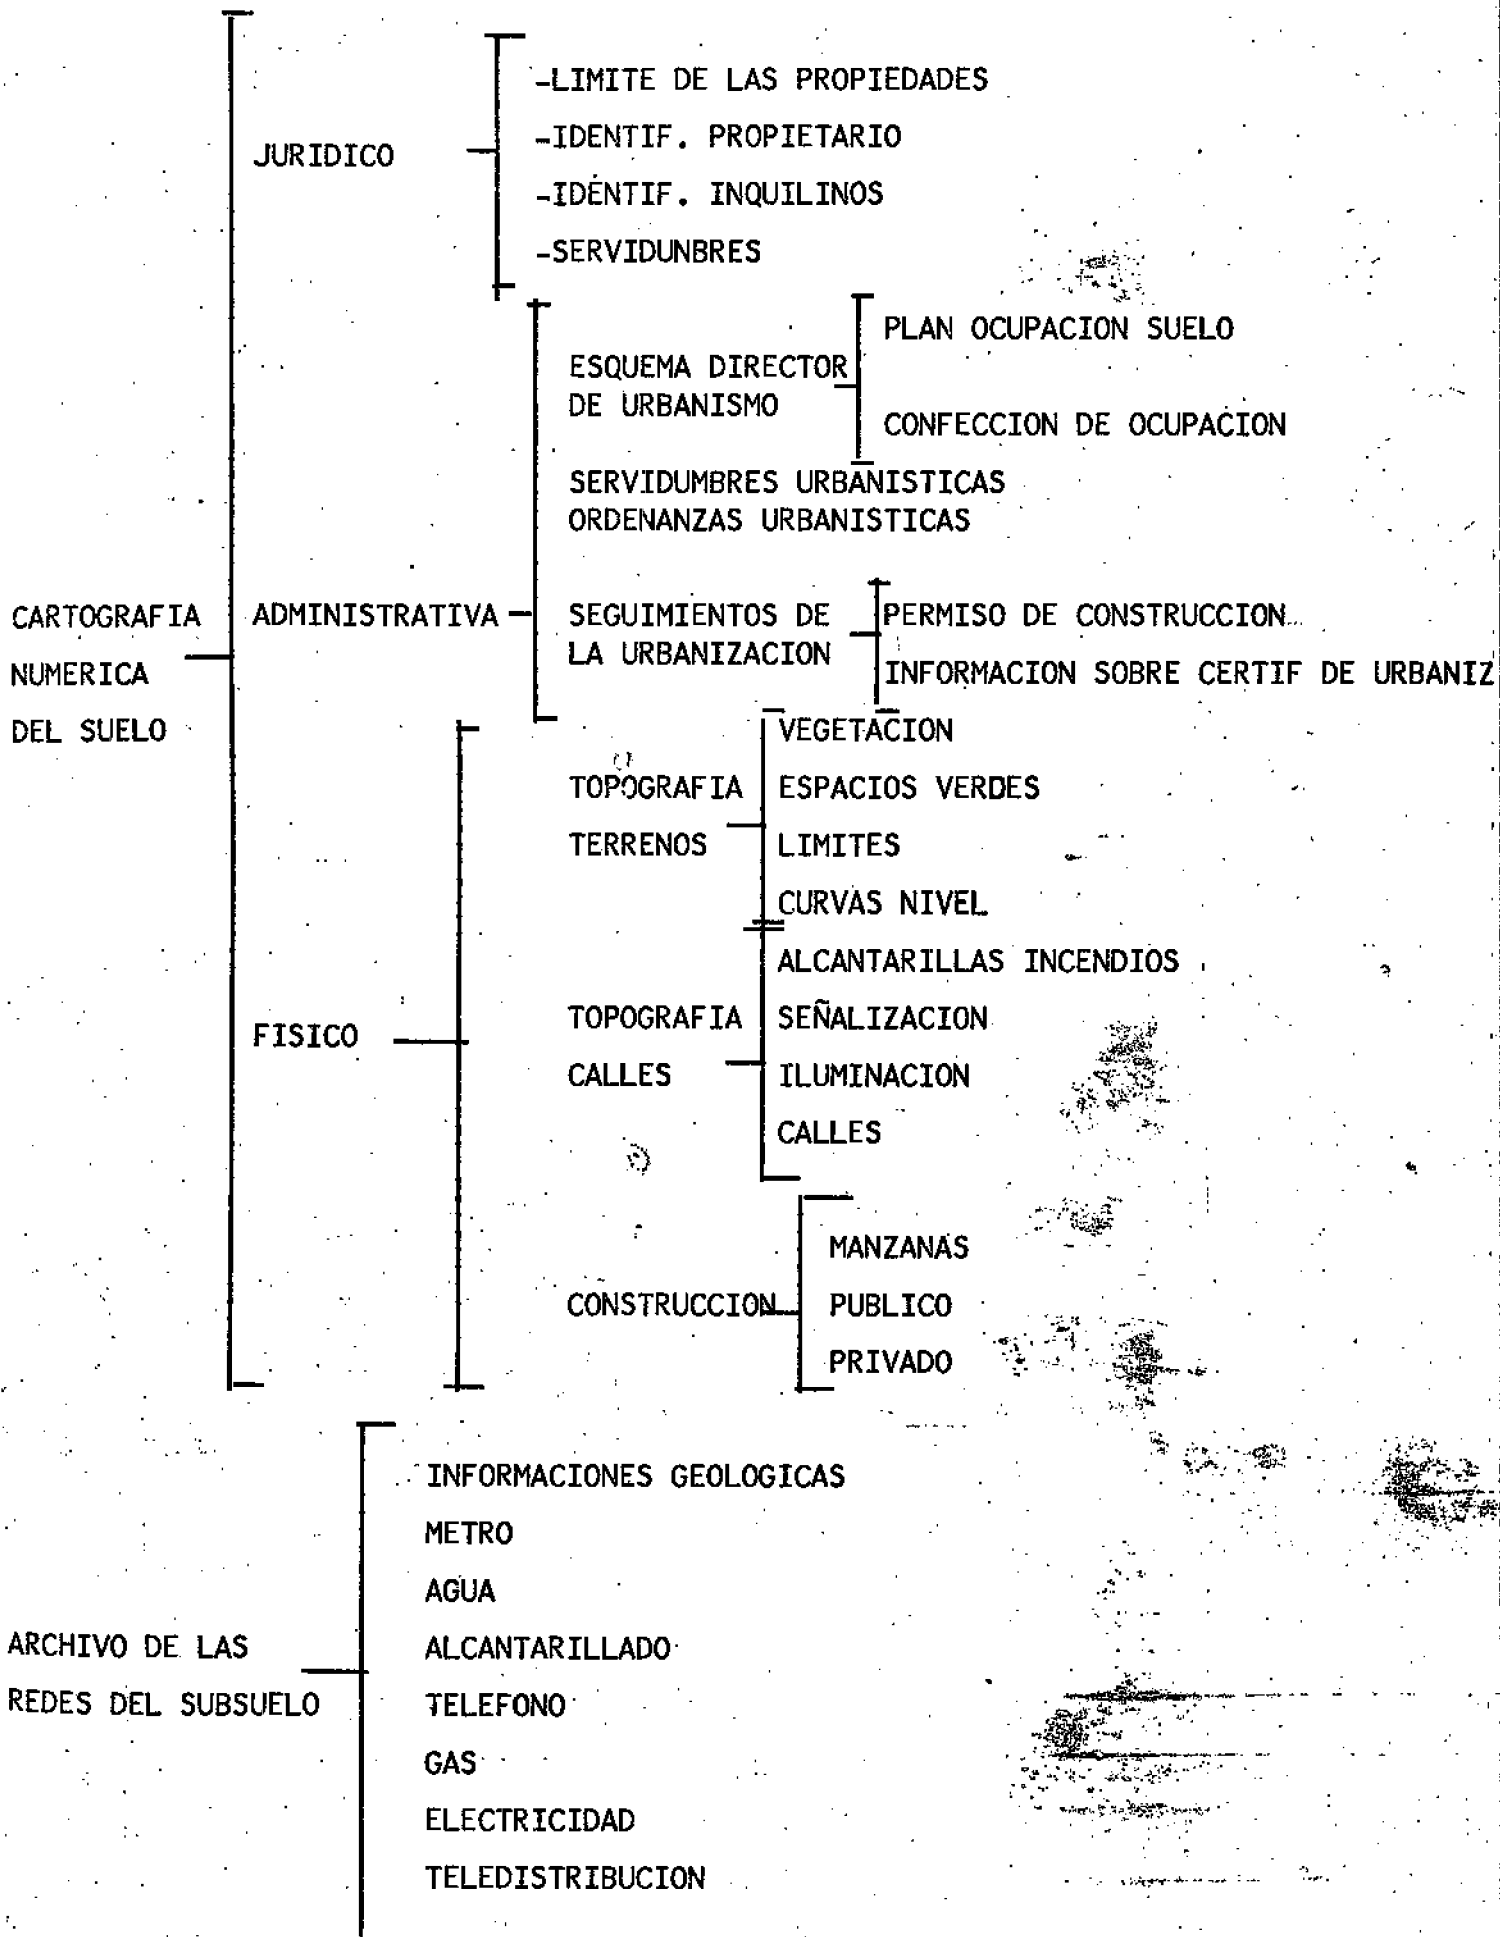 -LIMITE DE LAS PROPIEDADES
JURIDICO
-IDENTIF. PROPIETARIO
-IDENTIF. INQUILINOS
-SERVIDUNBRES
PLAN OCUPACION SUELO
ESQUEMA DIRECTOR
DE URBANISMO
CONFECCION DE OCUPACION
SERVIDUMBRES URBANISTICAS
ORDENANZAS URBANISTICAS
CARTOGRAFIA
NUMERICA
DEL SUELO
ADMINISTRATIVA
SEGUIMIENTOS DE
LA URBANIZACION
PERMISO DE CONSTRUCCION
INFORMACION SOBRE CERTIF DE URBANIZ
VEGETACION
TOPOGRAFIA
TERRENOS
ESPACIOS VERDES
LIMITES
CURVAS NIVEL
ALCANTARILLAS INCENDIOS
FISICO
TOPOGRAFIA
CALLES
SEÑALIZACION
ILUMINACION
CALLES
MANZANAS
CONSTRUCCION
PUBLICO
PRIVADO
INFORMACIONES GEOLOGICAS
METRO
AGUA
ARCHIVO DE LAS
REDES DEL SUBSUELO
ALCANTARILLADO
TELEFONO
GAS
ELECTRICIDAD
TELEDISTRIBUCION